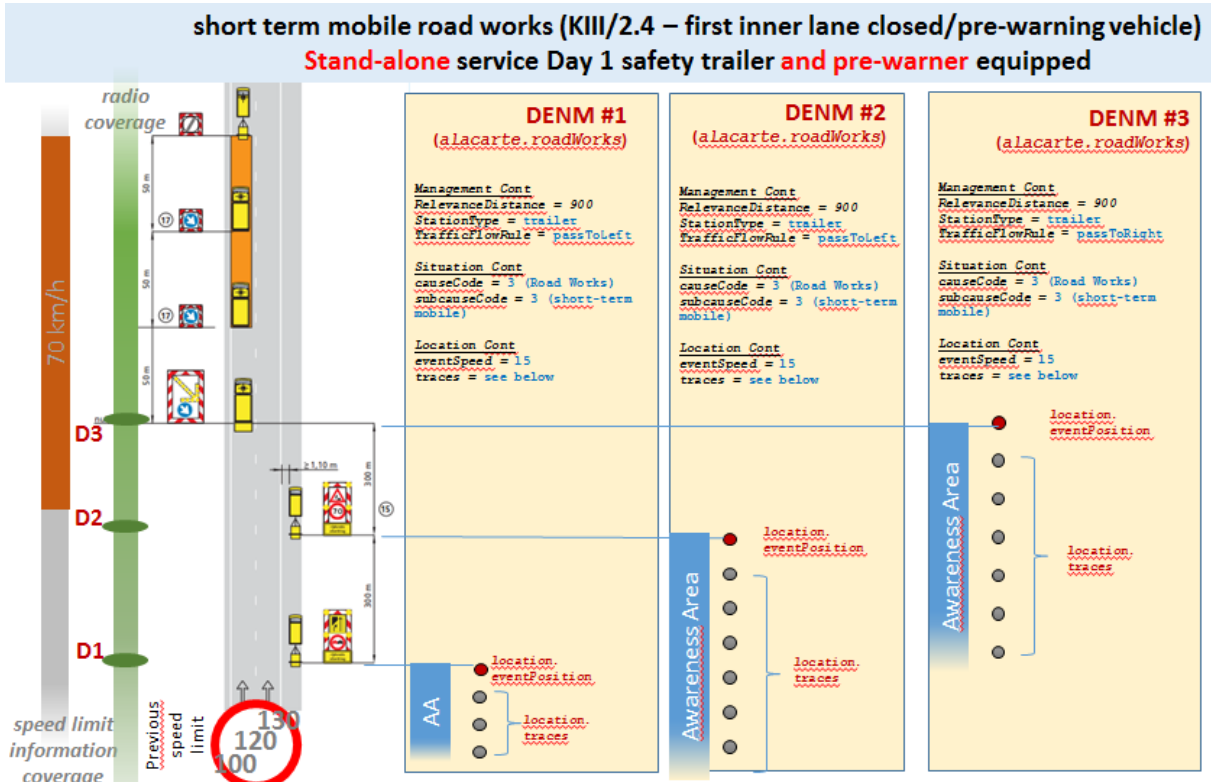 short term mobile road works (KIII/2.4 – first inner lane closed/pre-warning vehicle)
Stand-alone service Day 1 safety trailer and pre-warner equipped
radio
coverage
70 km/h
D3
D2
D1
speed limit
information
coverage
Previous
speed
limit
130
120
100
50 m
17
50 m
17
50 m
≥ 1,10 m
300 m
15
70
300 m
DENM #1
(alacarte.roadWorks)
Management Cont
RelevanceDistance = 900
StationType = trailer
TrafficFlowRule = passToLeft
Situation Cont
causeCode = 3 (Road Works)
subcauseCode = 3 (short-term
mobile)
Location Cont
eventSpeed = 15
traces = see below
AA
location.
eventPosition
location.
traces
DENM #2
(alacarte.roadWorks)
Management Cont
RelevanceDistance = 900
StationType = trailer
TrafficFlowRule = passToLeft
Situation Cont
causeCode = 3 (Road Works)
subcauseCode = 3 (short-term
mobile)
Location Cont
eventSpeed = 15
traces = see below
Awareness Area
location.
eventPosition
location.
traces
DENM #3
(alacarte.roadWorks)
Management Cont
RelevanceDistance = 900
StationType = trailer
TrafficFlowRule = passToRight
Situation Cont
causeCode = 3 (Road Works)
subcauseCode = 3 (short-term
mobile)
Location Cont
eventSpeed = 15
traces = see below
Awareness Area
location.
eventPosition
location.
traces